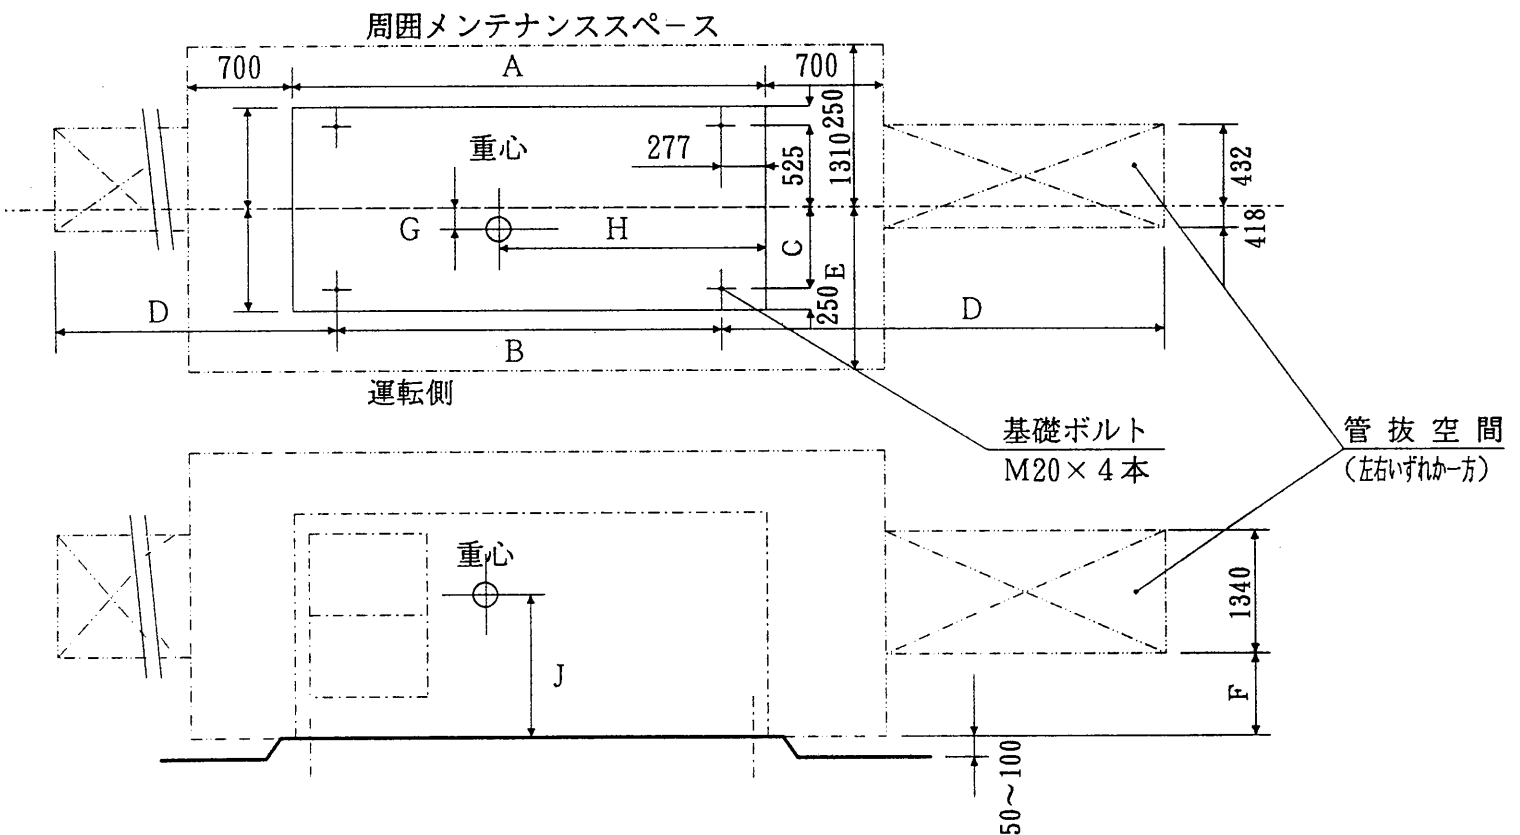 周囲メンテナンススペース
700
A
700
250
重心
277
525
1310
432
G
H
C
E
418
250
D
B
D
運転側
基礎ボルト
M20×4本
管抜空間
(左右いずれか一方)
重心
1340
J
F
50〜100